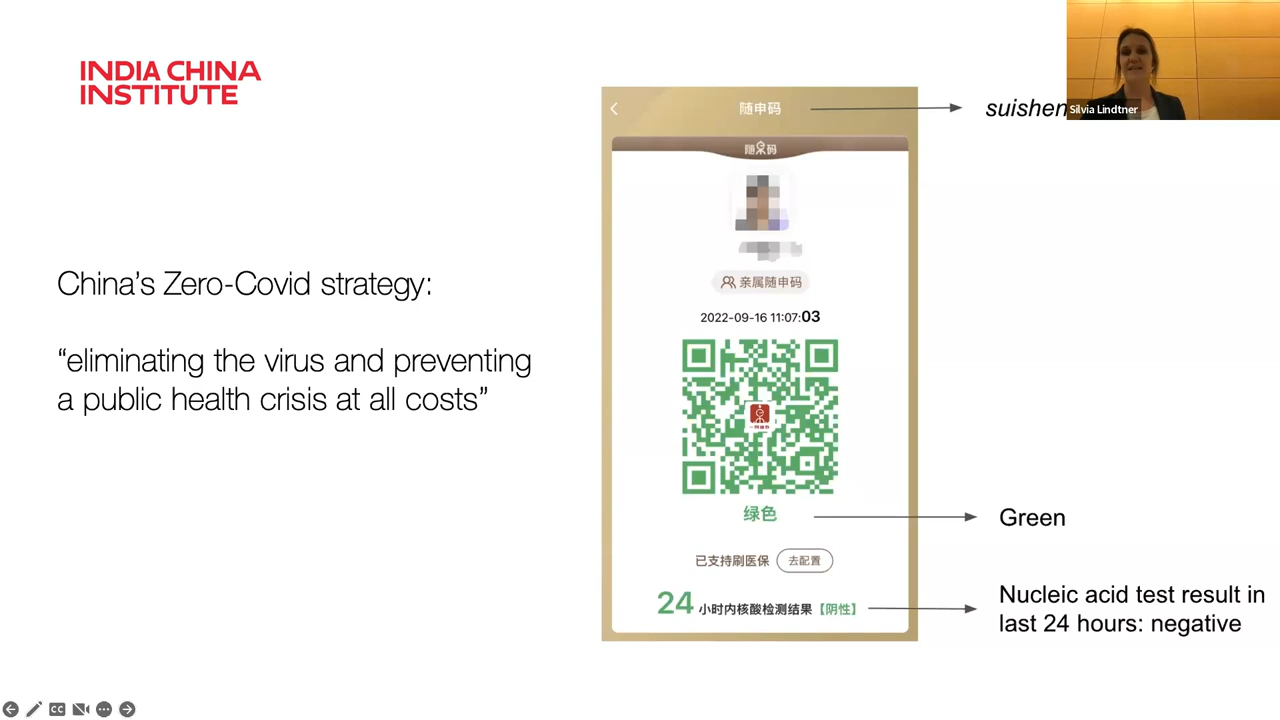 INDIA CHINA
INSTITUTE
China’s Zero-Covid strategy:
“eliminating the virus and preventing
a public health crisis at all costs”
随申码
随申码
亲属随申码
2022-09-16 11:07:03
绿色
已支持刷医保 去配置
24 小时内核酸检测结果【阴性】
suishen
Green
Nucleic acid test result in
last 24 hours: negative
Silvia Lindtner
CC